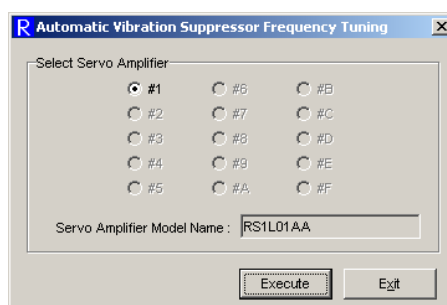 R Automatic Vibration Suppressor Frequency Tuning
Select Servo Amplifier
#1 #6 #B
#2 #7 #C
#3 #8 #D
#4 #9 #E
#5 #A #F
Servo Amplifier Model Name : RS1L01AA
Execute Exit